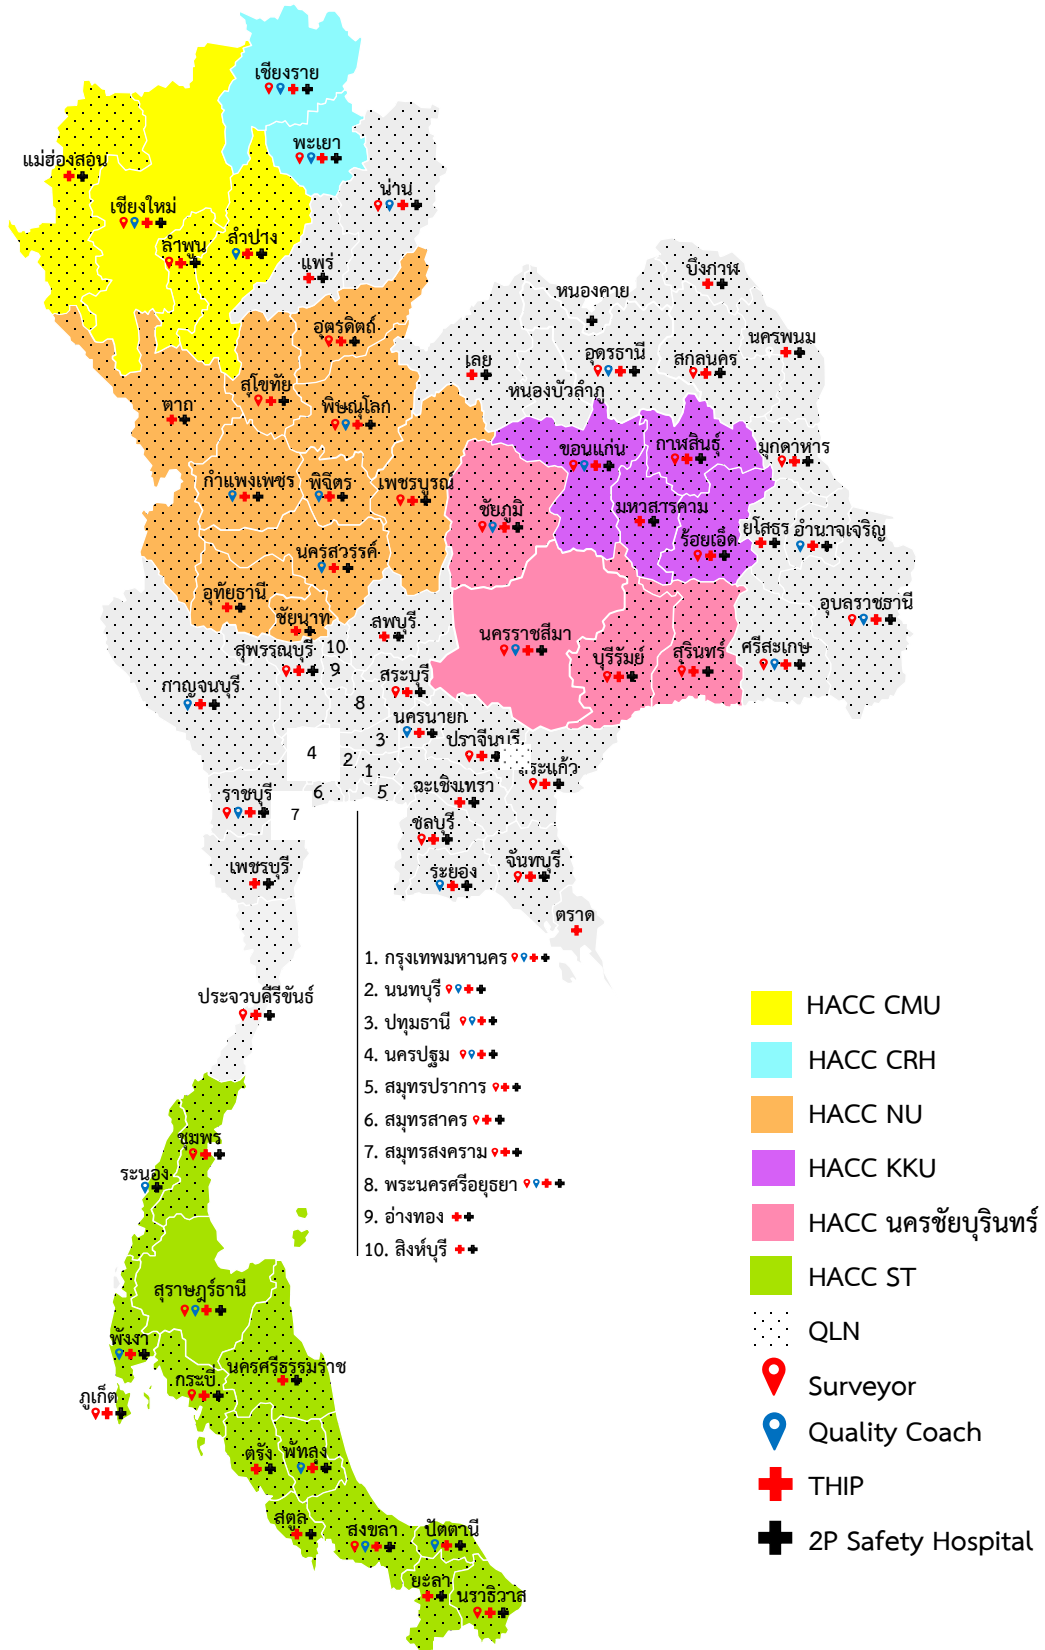 เชียงราย
พะเยา
แม่ฮ่องสอน
น่าน
เชียงใหม่
ลำพูน
ลำปาง
แพร่
บึงกาฬ
หนองคาย
อุตรดิตถ์
นครพนม
เลย
อุดรธานี
สกลนคร
สุโขทัย
หนองบัวลำภู
ตาก
พิษณุโลก
ขอนแก่น
กาฬสินธุ์
มุกดาหาร
กำแพงเพชร
พิจิตร
เพชรบูรณ์
ชัยภูมิ
มหาสารคาม
ร้อยเอ็ด
ยโสธร
อำนาจเจริญ
นครสวรรค์
อุทัยธานี
ชัยนาท
ลพบุรี
นครราชสีมา
บุรีรัมย์
สุรินทร์
ศรีสะเกษ
อุบลราชธานี
สุพรรณบุรี
10
9
สระบุรี
กาญจนบุรี
8
นครนายก
3
ปราจีนบุรี
4
2
1
สระแก้ว
ราชบุรี
6
5
ฉะเชิงเทรา
7
ชลบุรี
เพชรบุรี
ระยอง
จันทบุรี
ตราด
1. กรุงเทพมหานคร
2. นนทบุรี
3. ปทุมธานี
4. นครปฐม
5. สมุทรปราการ
6. สมุทรสาคร
7. สมุทรสงคราม
8. พระนครศรีอยุธยา
9. อ่างทอง
10. สิงห์บุรี
ประจวบคีรีขันธ์
ชุมพร
ระนอง
สุราษฎร์ธานี
พังงา
กระบี่
นครศรีธรรมราช
ภูเก็ต
ตรัง
พัทลุง
สตูล
สงขลา
ปัตตานี
ยะลา
นราธิวาส
HACC CMU
HACC CRH
HACC NU
HACC KKU
HACC นครชัยบุรินทร์
HACC ST
QLN
Surveyor
Quality Coach
THIP
2P Safety Hospital